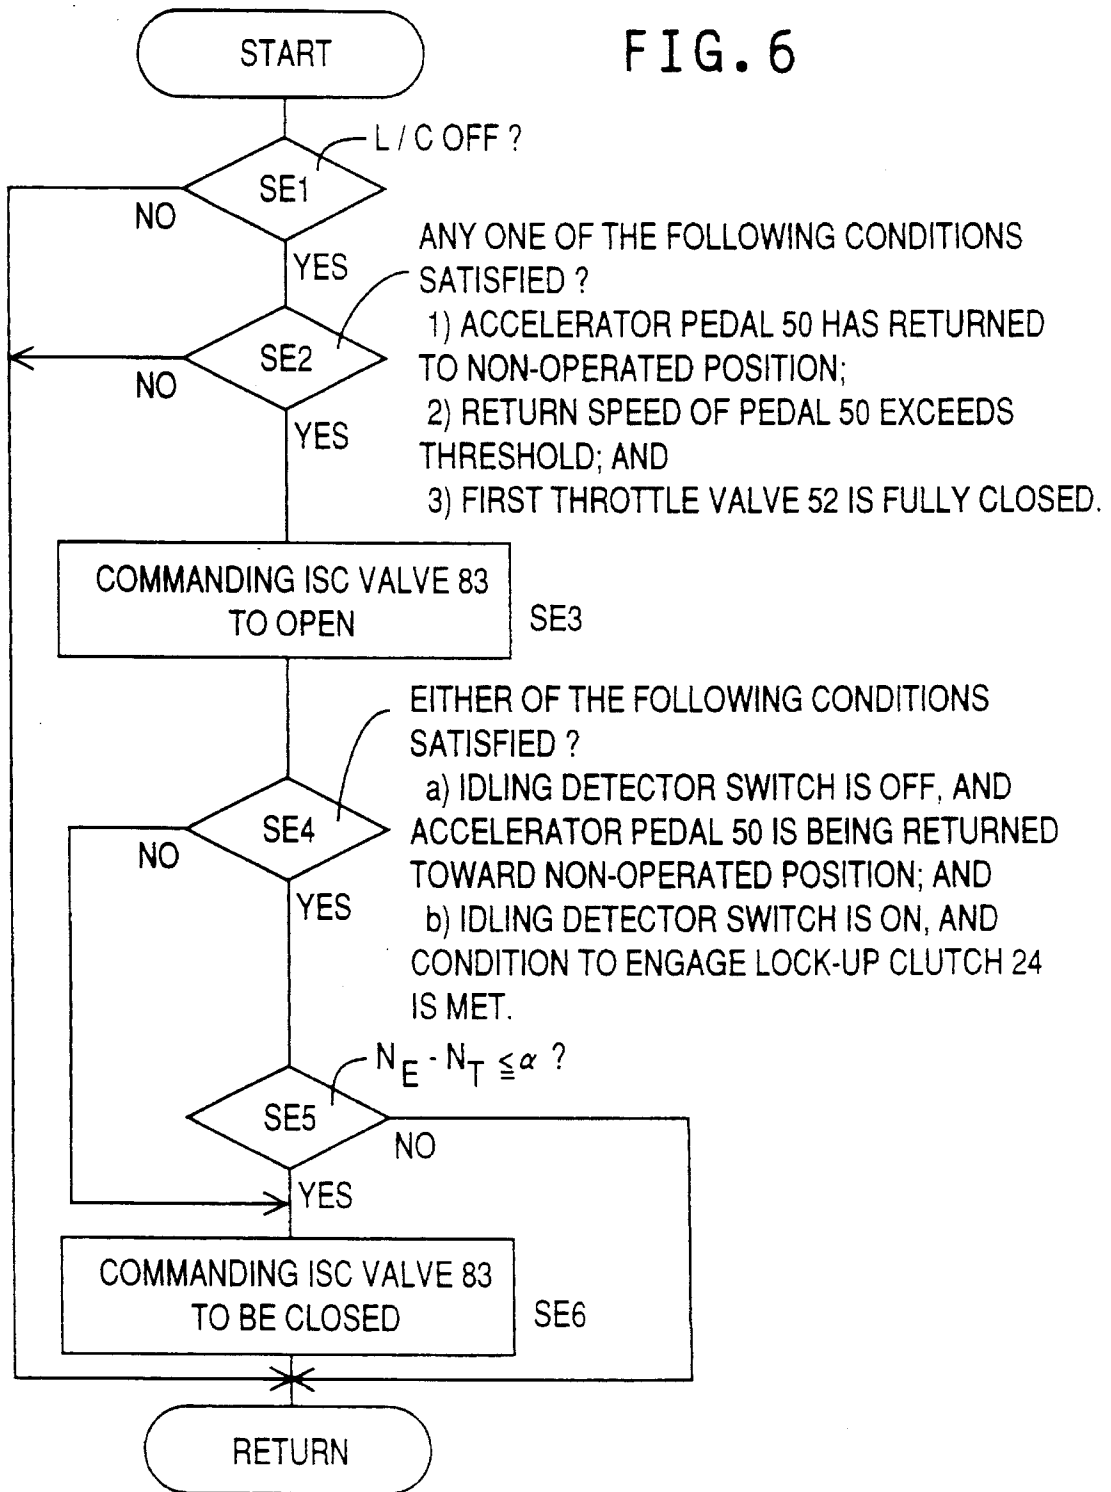 START
FIG. 6
L / C OFF ?
SE1
NO
YES
ANY ONE OF THE FOLLOWING CONDITIONS
SATISFIED ?
1) ACCELERATOR PEDAL 50 HAS RETURNED
TO NON-OPERATED POSITION;
2) RETURN SPEED OF PEDAL 50 EXCEEDS
THRESHOLD; AND
3) FIRST THROTTLE VALVE 52 IS FULLY CLOSED.
SE2
NO
YES
COMMANDING ISC VALVE 83
TO OPEN
SE3
EITHER OF THE FOLLOWING CONDITIONS
SATISFIED ?
a) IDLING DETECTOR SWITCH IS OFF, AND
ACCELERATOR PEDAL 50 IS BEING RETURNED
TOWARD NON-OPERATED POSITION; AND
b) IDLING DETECTOR SWITCH IS ON, AND
CONDITION TO ENGAGE LOCK-UP CLUTCH 24
IS MET.
SE4
NO
YES
N_E - N_T ≦ α ?
SE5
NO
YES
COMMANDING ISC VALVE 83
TO BE CLOSED
SE6
RETURN